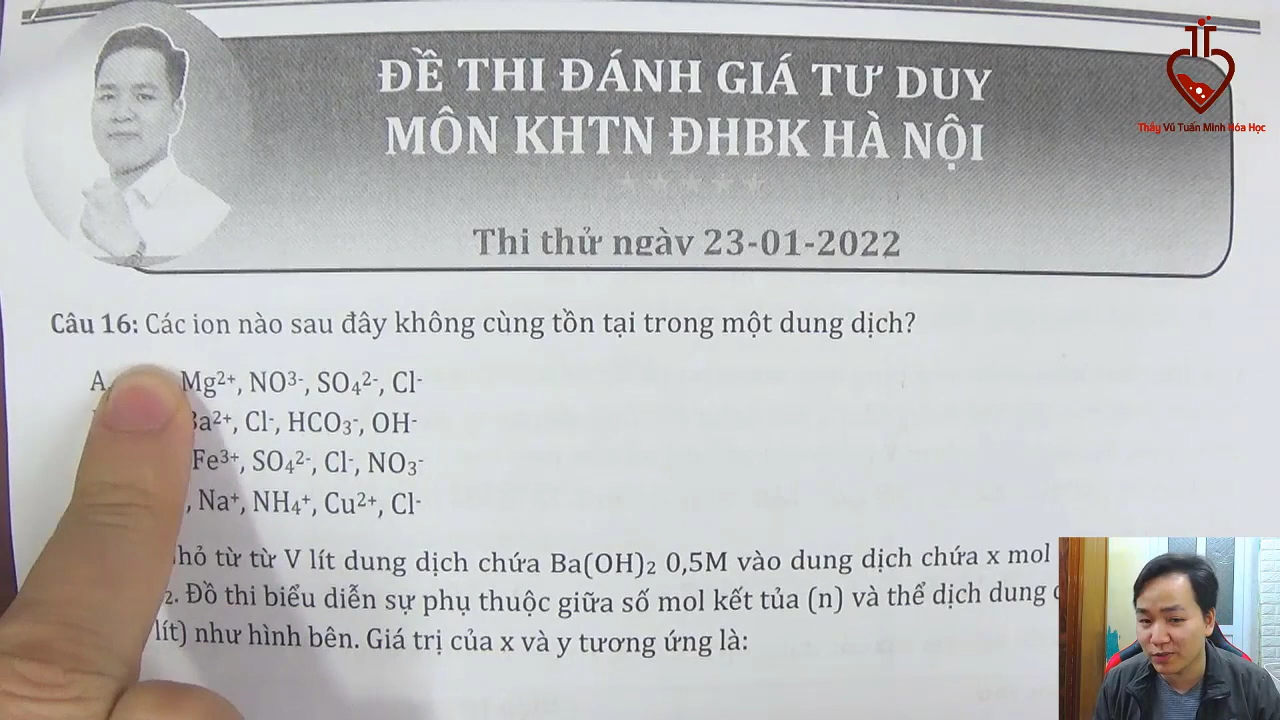 ĐỀ THI ĐÁNH GIÁ TƯ DUY
MÔN KHTN ĐHBK HÀ NỘI
Thi thử ngày 23-01-2022
Thầy Vũ Tuấn Minh Hóa Học
Câu 16: Các ion nào sau đây không cùng tồn tại trong một dung dịch?
A. Mg²⁺, NO³⁻, SO₄²⁻, Cl⁻
Ba²⁺, Cl⁻, HCO₃⁻, OH⁻
Fe³⁺, SO₄²⁻, Cl⁻, NO₃⁻
, Na⁺, NH₄⁺, Cu²⁺, Cl⁻
từ từ V lít dung dịch chứa Ba(OH)₂ 0,5M vào dung dịch chứa x mol
₂. Đồ thi biểu diễn sự phụ thuộc giữa số mol kết tủa (n) và thể dịch dung
lít) như hình bên. Giá trị của x và y tương ứng là: